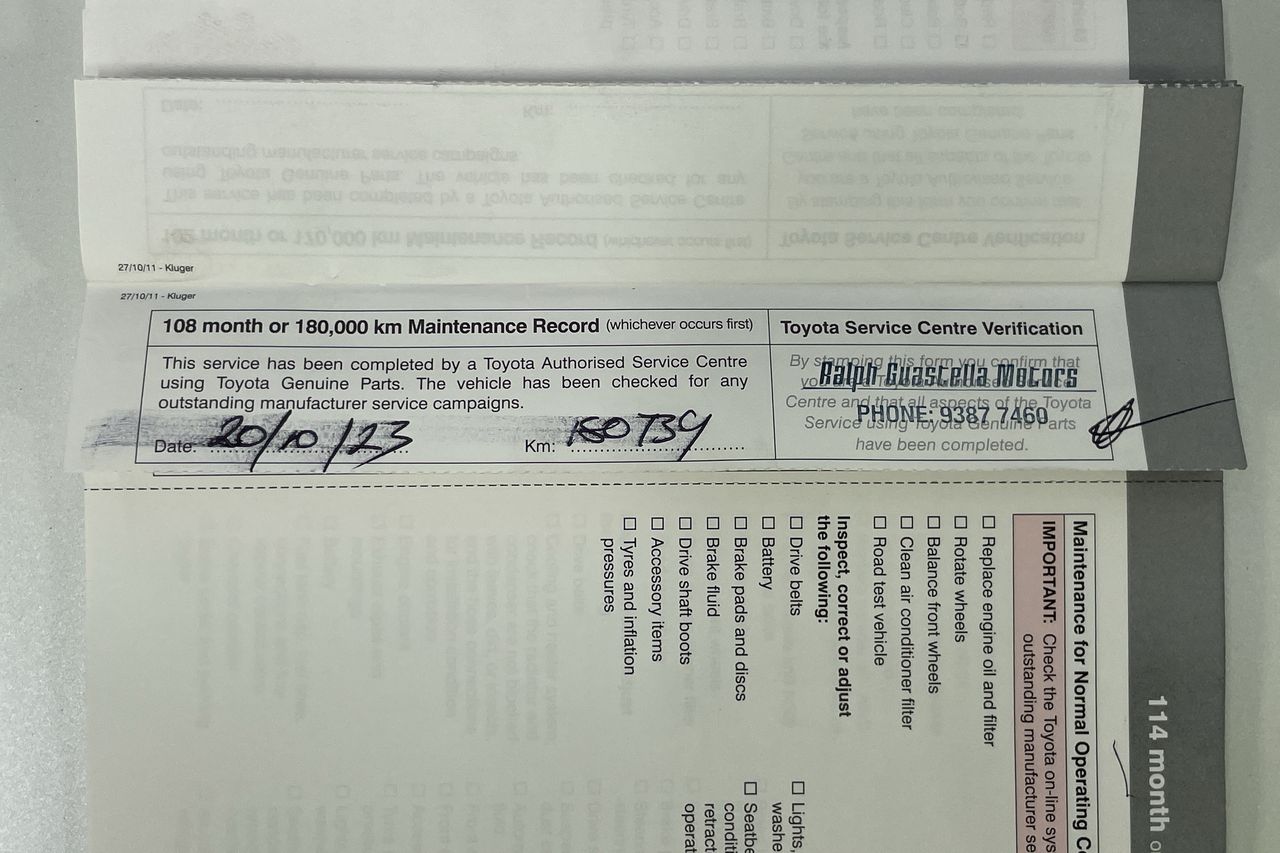 27/10/11 - Kluger
27/10/11 - Kluger
108 month or 180,000 km Maintenance Record (whichever occurs first)
This service has been completed by a Toyota Authorised Service Centre
using Toyota Genuine Parts. The vehicle has been checked for any
outstanding manufacturer service campaigns.
Date: 20/10/23 Km: 180739
Toyota Service Centre Verification
By stamping this form you confirm that
Centre and that all aspects of the Toyota
Service using Toyota Genuine Parts
have been completed.
Ralph Guastella Motors
PHONE: 9387 7460
114 month o
Maintenance for Normal Operating Co
IMPORTANT: Check the Toyota on-line sys
outstanding manufacturer se
Replace engine oil and filter
Rotate wheels
Balance front wheels
Clean air conditioner filter
Road test vehicle
Inspect, correct or adjust
the following:
Drive belts
Battery
Brake pads and discs
Brake fluid
Drive shaft boots
Accessory items
Tyres and inflation
pressures
Lights,
washe
Seatbe
conditi
retract
operat